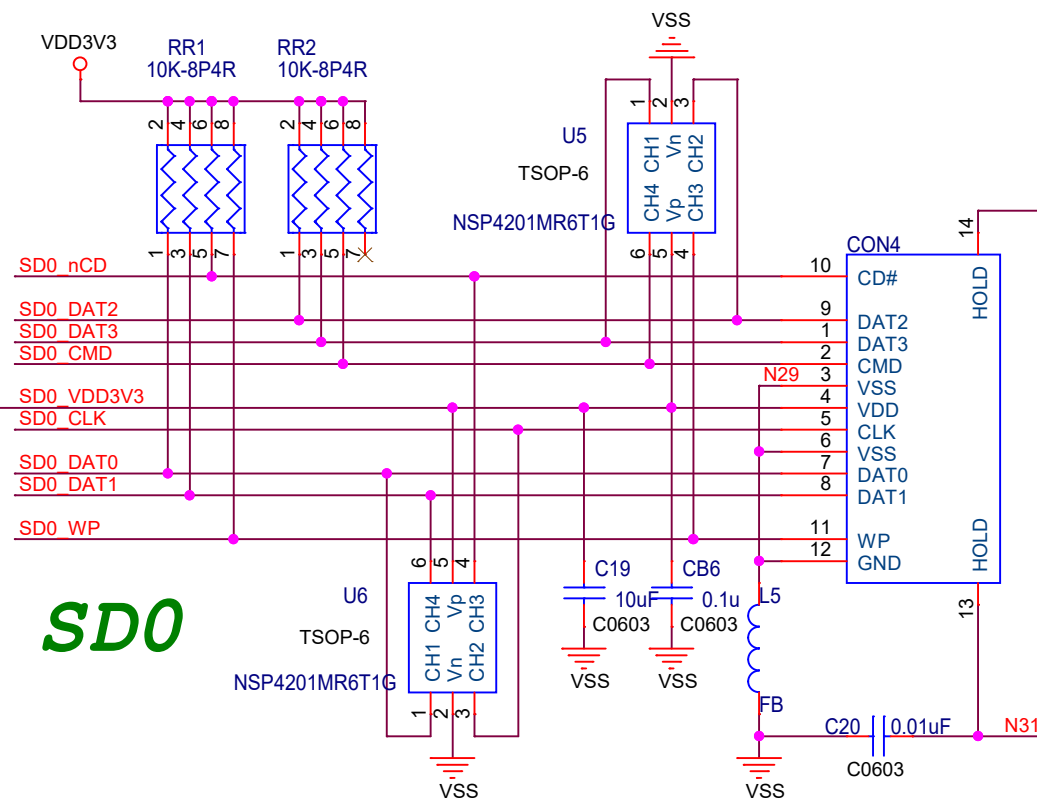 VSS
VDD3V3
RR1
10K-8P4R
RR2
10K-8P4R
2 4 6 8
2 4 6 8
1 3 5 7
1 3 5 7
U5
TSOP-6
NSP4201MR6T1G
1 2 3
CH1 Vn CH2
CH4 Vp CH3
6 5 4
CON4
14
HOLD
SD0_nCD
10 CD#
SD0_DAT2
9 DAT2
SD0_DAT3
1 DAT3
SD0_CMD
2 CMD
N29 3 VSS
SD0_VDD3V3
4 VDD
SD0_CLK
5 CLK
6 VSS
SD0_DAT0
7 DAT0
SD0_DAT1
8 DAT1
SD0_WP
11 WP
12 GND
HOLD
13
SD0
U6
TSOP-6
NSP4201MR6T1G
6 5 4
CH4 Vp CH3
CH1 Vn CH2
1 2 3
VSS
C19
10uF
C0603
VSS
CB6
0.1u
C0603
VSS
L5
FB
VSS
C20 0.01uF
C0603
N31